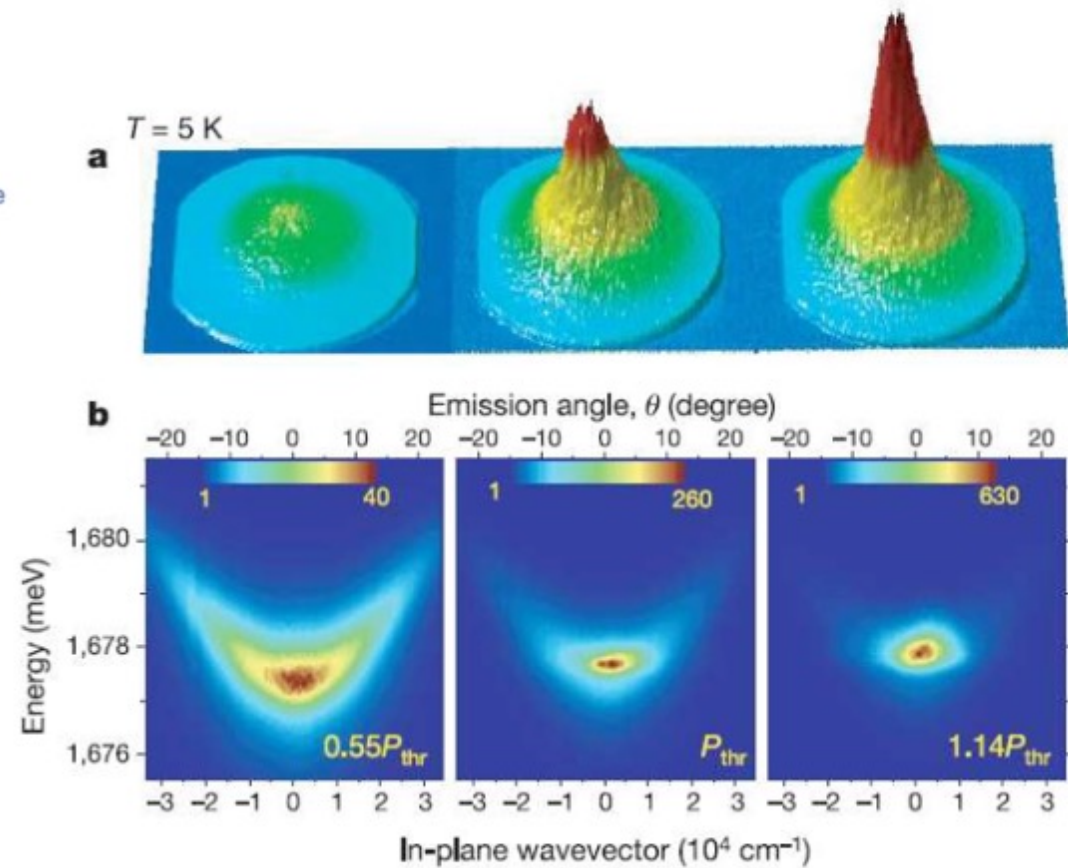 T = 5 K
a
e
b
Emission angle, θ (degree)
−20 −10 0 10 20 −20 −10 0 10 20 −20 −10 0 10 20
1 40 1 260 1 630
1,680
1,678
1,676
Energy (meV)
0.55Pthr Pthr 1.14Pthr
−3 −2 −1 0 1 2 3 −3 −2 −1 0 1 2 3 −3 −2 −1 0 1 2 3
In-plane wavevector (10⁴ cm⁻¹)